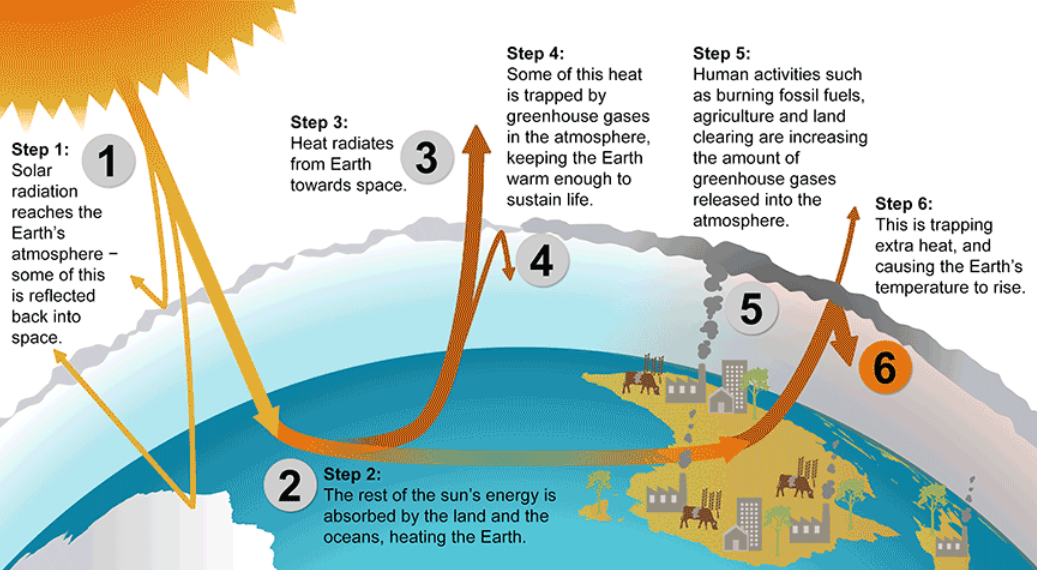 Step 1:
Solar
radiation
reaches the
Earth's
atmosphere −
some of this
is reflected
back into
space.
1
2
Step 2:
The rest of the sun's energy is
absorbed by the land and the
oceans, heating the Earth.
Step 3:
Heat radiates
from Earth
towards space.
3
Step 4:
Some of this heat
is trapped by
greenhouse gases
in the atmosphere,
keeping the Earth
warm enough to
sustain life.
4
Step 5:
Human activities such
as burning fossil fuels,
agriculture and land
clearing are increasing
the amount of
greenhouse gases
released into the
atmosphere.
5
Step 6:
This is trapping
extra heat, and
causing the Earth's
temperature to rise.
6